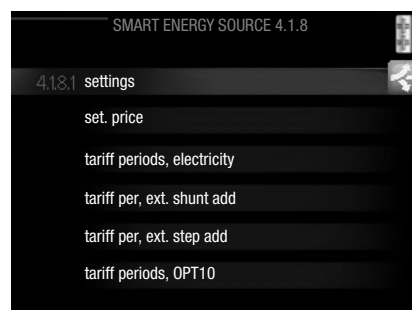 SMART ENERGY SOURCE 4.1.8
4.1.8.1 settings
set. price
tariff periods, electricity
tariff per, ext. shunt add
tariff per, ext. step add
tariff periods, OPT10